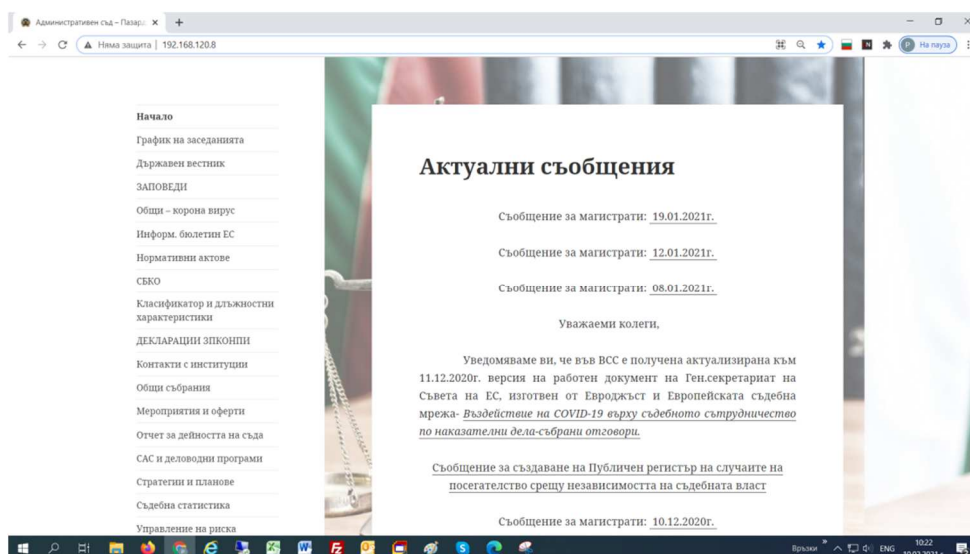 Административен съд – Пазар
Няма защита | 192.168.120.8
На пауза
Начало
График на заседанията
Държавен вестник
ЗАПОВЕДИ
Общи – корона вирус
Информ. бюлетин ЕС
Нормативни актове
СБКО
Класификатор и длъжностни
характеристики
ДЕКЛАРАЦИИ ЗПКОНПИ
Контакти с институции
Общи събрания
Мероприятия и оферти
Отчет за дейността на съда
САС и деловодни програми
Стратегии и планове
Съдебна статистика
Управление на риска
Актуални съобщения
Съобщение за магистрати: 19.01.2021г.
Съобщение за магистрати: 12.01.2021г.
Съобщение за магистрати: 08.01.2021г.
Уважаеми колеги,
Уведомяваме ви, че във ВСС е получена актуализирана към
11.12.2020г. версия на работен документ на Ген.секретариат на
Съвета на ЕС, изготвен от Евроджъст и Европейската съдебна
мрежа- Въздействие на COVID-19 върху съдебното сътрудничество
по наказателни дела-събрани отговори.
Съобщение за създаване на Публичен регистър на случаите на
посегателство срещу независимостта на съдебната власт
Съобщение за магистрати: 10.12.2020г.
Връзки
ENG
10:22